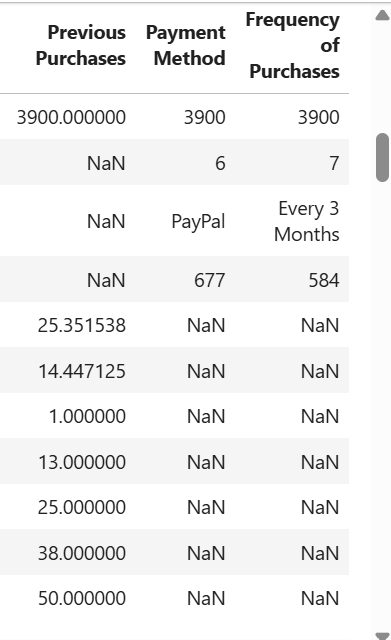 Previous Purchases Payment Method Frequency of Purchases
3900.000000 3900 3900
NaN 6 7
NaN PayPal Every 3 Months
NaN 677 584
25.351538 NaN NaN
14.447125 NaN NaN
1.000000 NaN NaN
13.000000 NaN NaN
25.000000 NaN NaN
38.000000 NaN NaN
50.000000 NaN NaN